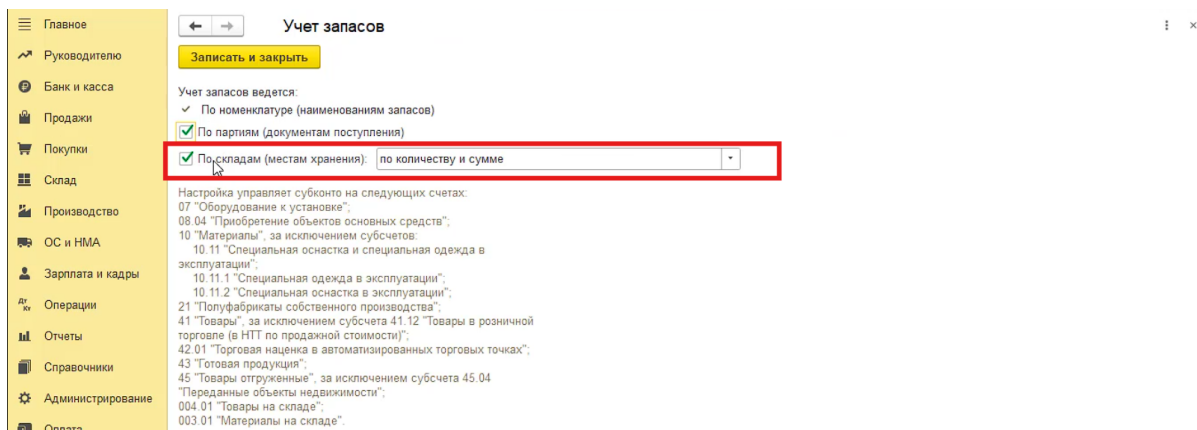 Главное
Руководителю
Банк и касса
Продажи
Покупки
Склад
Производство
ОС и НМА
Зарплата и кадры
Дт Кт Операции
Отчеты
Справочники
Администрирование
Оплата
Учет запасов
Записать и закрыть
Учет запасов ведется:
По номенклатуре (наименованиям запасов)
По партиям (документам поступления)
По складам (местам хранения): по количеству и сумме
Настройка управляет субконто на следующих счетах:
07 "Оборудование к установке";
08.04 "Приобретение объектов основных средств";
10 "Материалы", за исключением субсчетов:
10.11 "Специальная оснастка и специальная одежда в
эксплуатации";
10.11.1 "Специальная одежда в эксплуатации";
10.11.2 "Специальная оснастка в эксплуатации";
21 "Полуфабрикаты собственного производства";
41 "Товары", за исключением субсчета 41.12 "Товары в розничной
торговле (в НТТ по продажной стоимости)";
42.01 "Торговая наценка в автоматизированных торговых точках";
43 "Готовая продукция";
45 "Товары отгруженные", за исключением субсчета 45.04
"Переданные объекты недвижимости";
004.01 "Товары на складе";
003.01 "Материалы на складе".